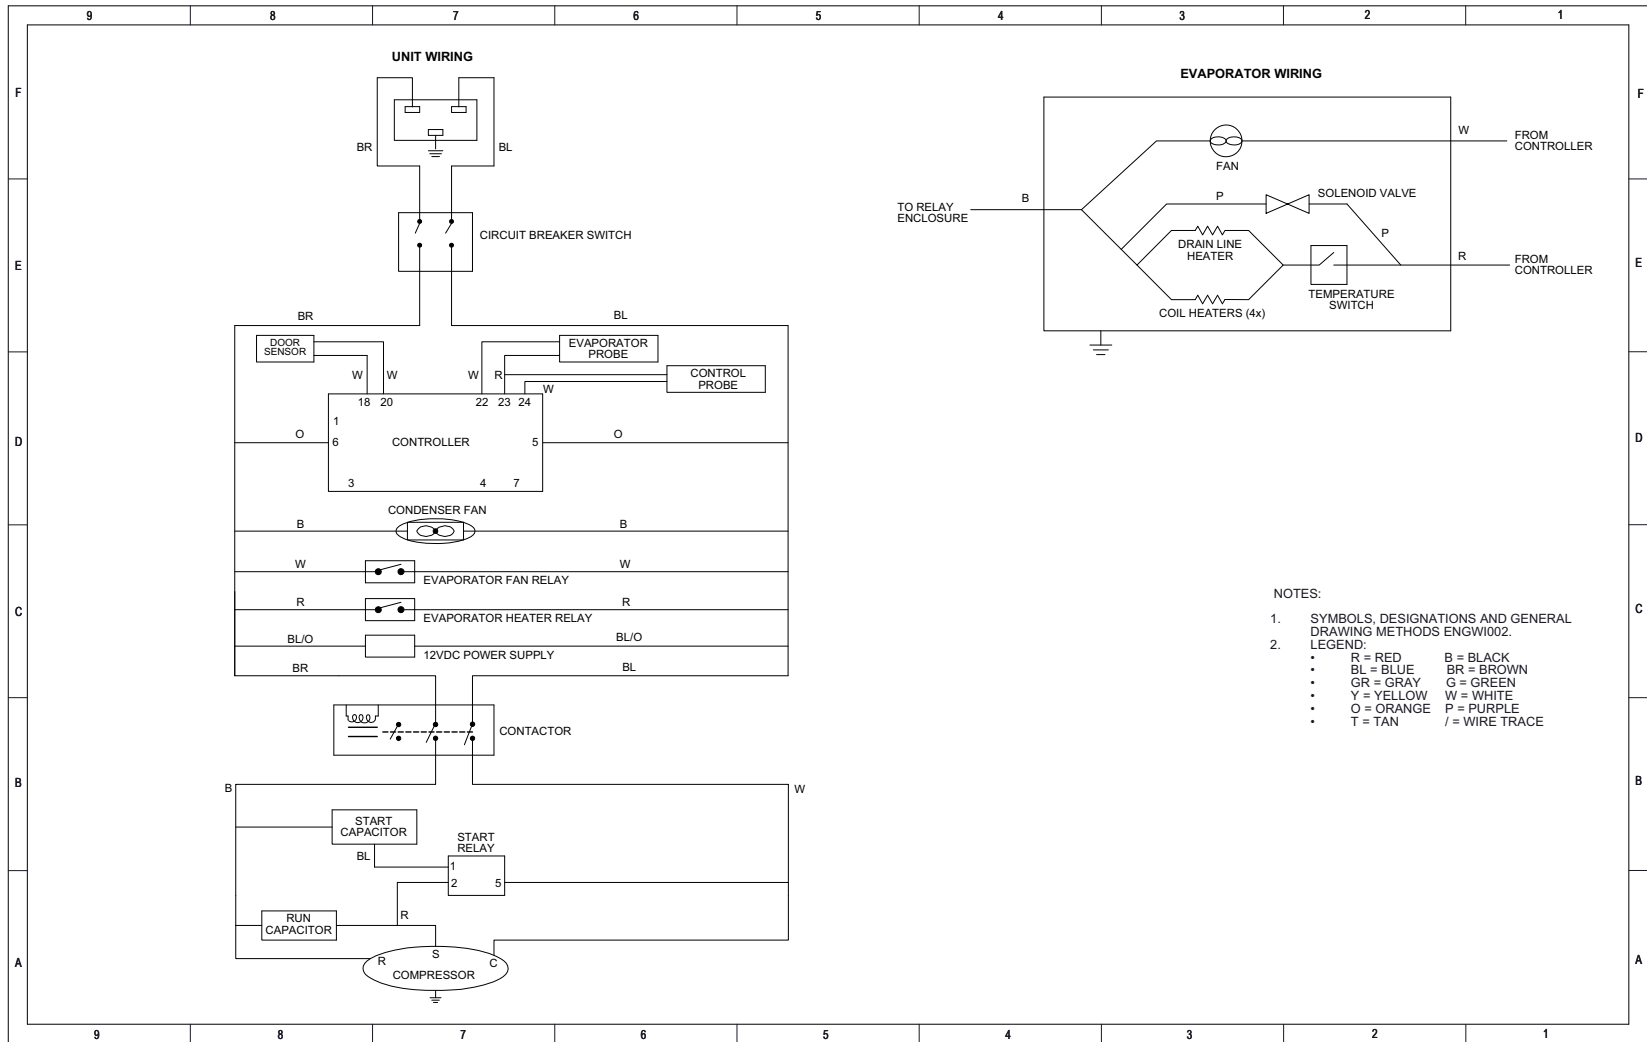 9 8 7 6 5 4 3 2 1
UNIT WIRING
F
BR
BL
CIRCUIT BREAKER SWITCH
E
BR
BL
DOOR
SENSOR
EVAPORATOR
PROBE
CONTROL
PROBE
W W W R W
18 20 22 23 24
1
O 6 CONTROLLER 5 O
D
3 4 7
CONDENSER FAN
B B
W W
EVAPORATOR FAN RELAY
R R
C
EVAPORATOR HEATER RELAY
BL/O BL/O
12VDC POWER SUPPLY
BR BL
CONTACTOR
B
B W
START
CAPACITOR
BL
START
RELAY
1
2 5
RUN
CAPACITOR
R
A
R S C
COMPRESSOR
EVAPORATOR WIRING
F
W
FROM
CONTROLLER
FAN
TO RELAY
ENCLOSURE
B
P
SOLENOID VALVE
P
DRAIN LINE
HEATER
R
FROM
CONTROLLER
E
TEMPERATURE
SWITCH
COIL HEATERS (4x)
D
NOTES:
1. SYMBOLS, DESIGNATIONS AND GENERAL
DRAWING METHODS ENGWI002.
2. LEGEND:
• R = RED B = BLACK
• BL = BLUE BR = BROWN
• GR = GRAY G = GREEN
• Y = YELLOW W = WHITE
• O = ORANGE P = PURPLE
• T = TAN / = WIRE TRACE
C
B
A
9 8 7 6 5 4 3 2 1